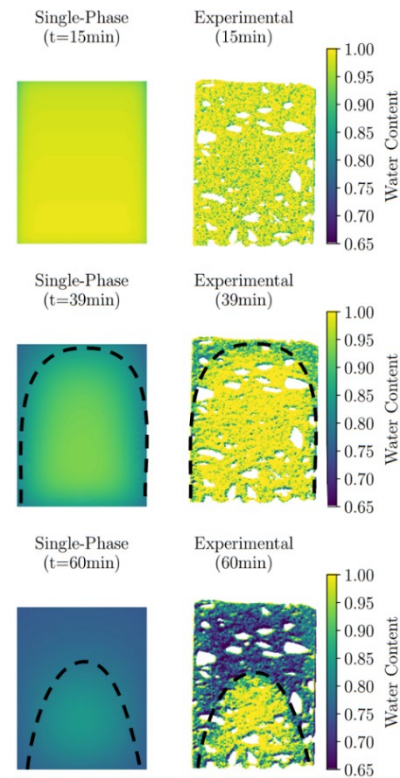 Single-Phase
(t=15min)
Experimental
(15min)
1.00
0.95
0.90
0.85
0.80
0.75
0.70
0.65
Water Content
Single-Phase
(t=39min)
Experimental
(39min)
1.00
0.95
0.90
0.85
0.80
0.75
0.70
0.65
Water Content
Single-Phase
(t=60min)
Experimental
(60min)
1.00
0.95
0.90
0.85
0.80
0.75
0.70
0.65
Water Content